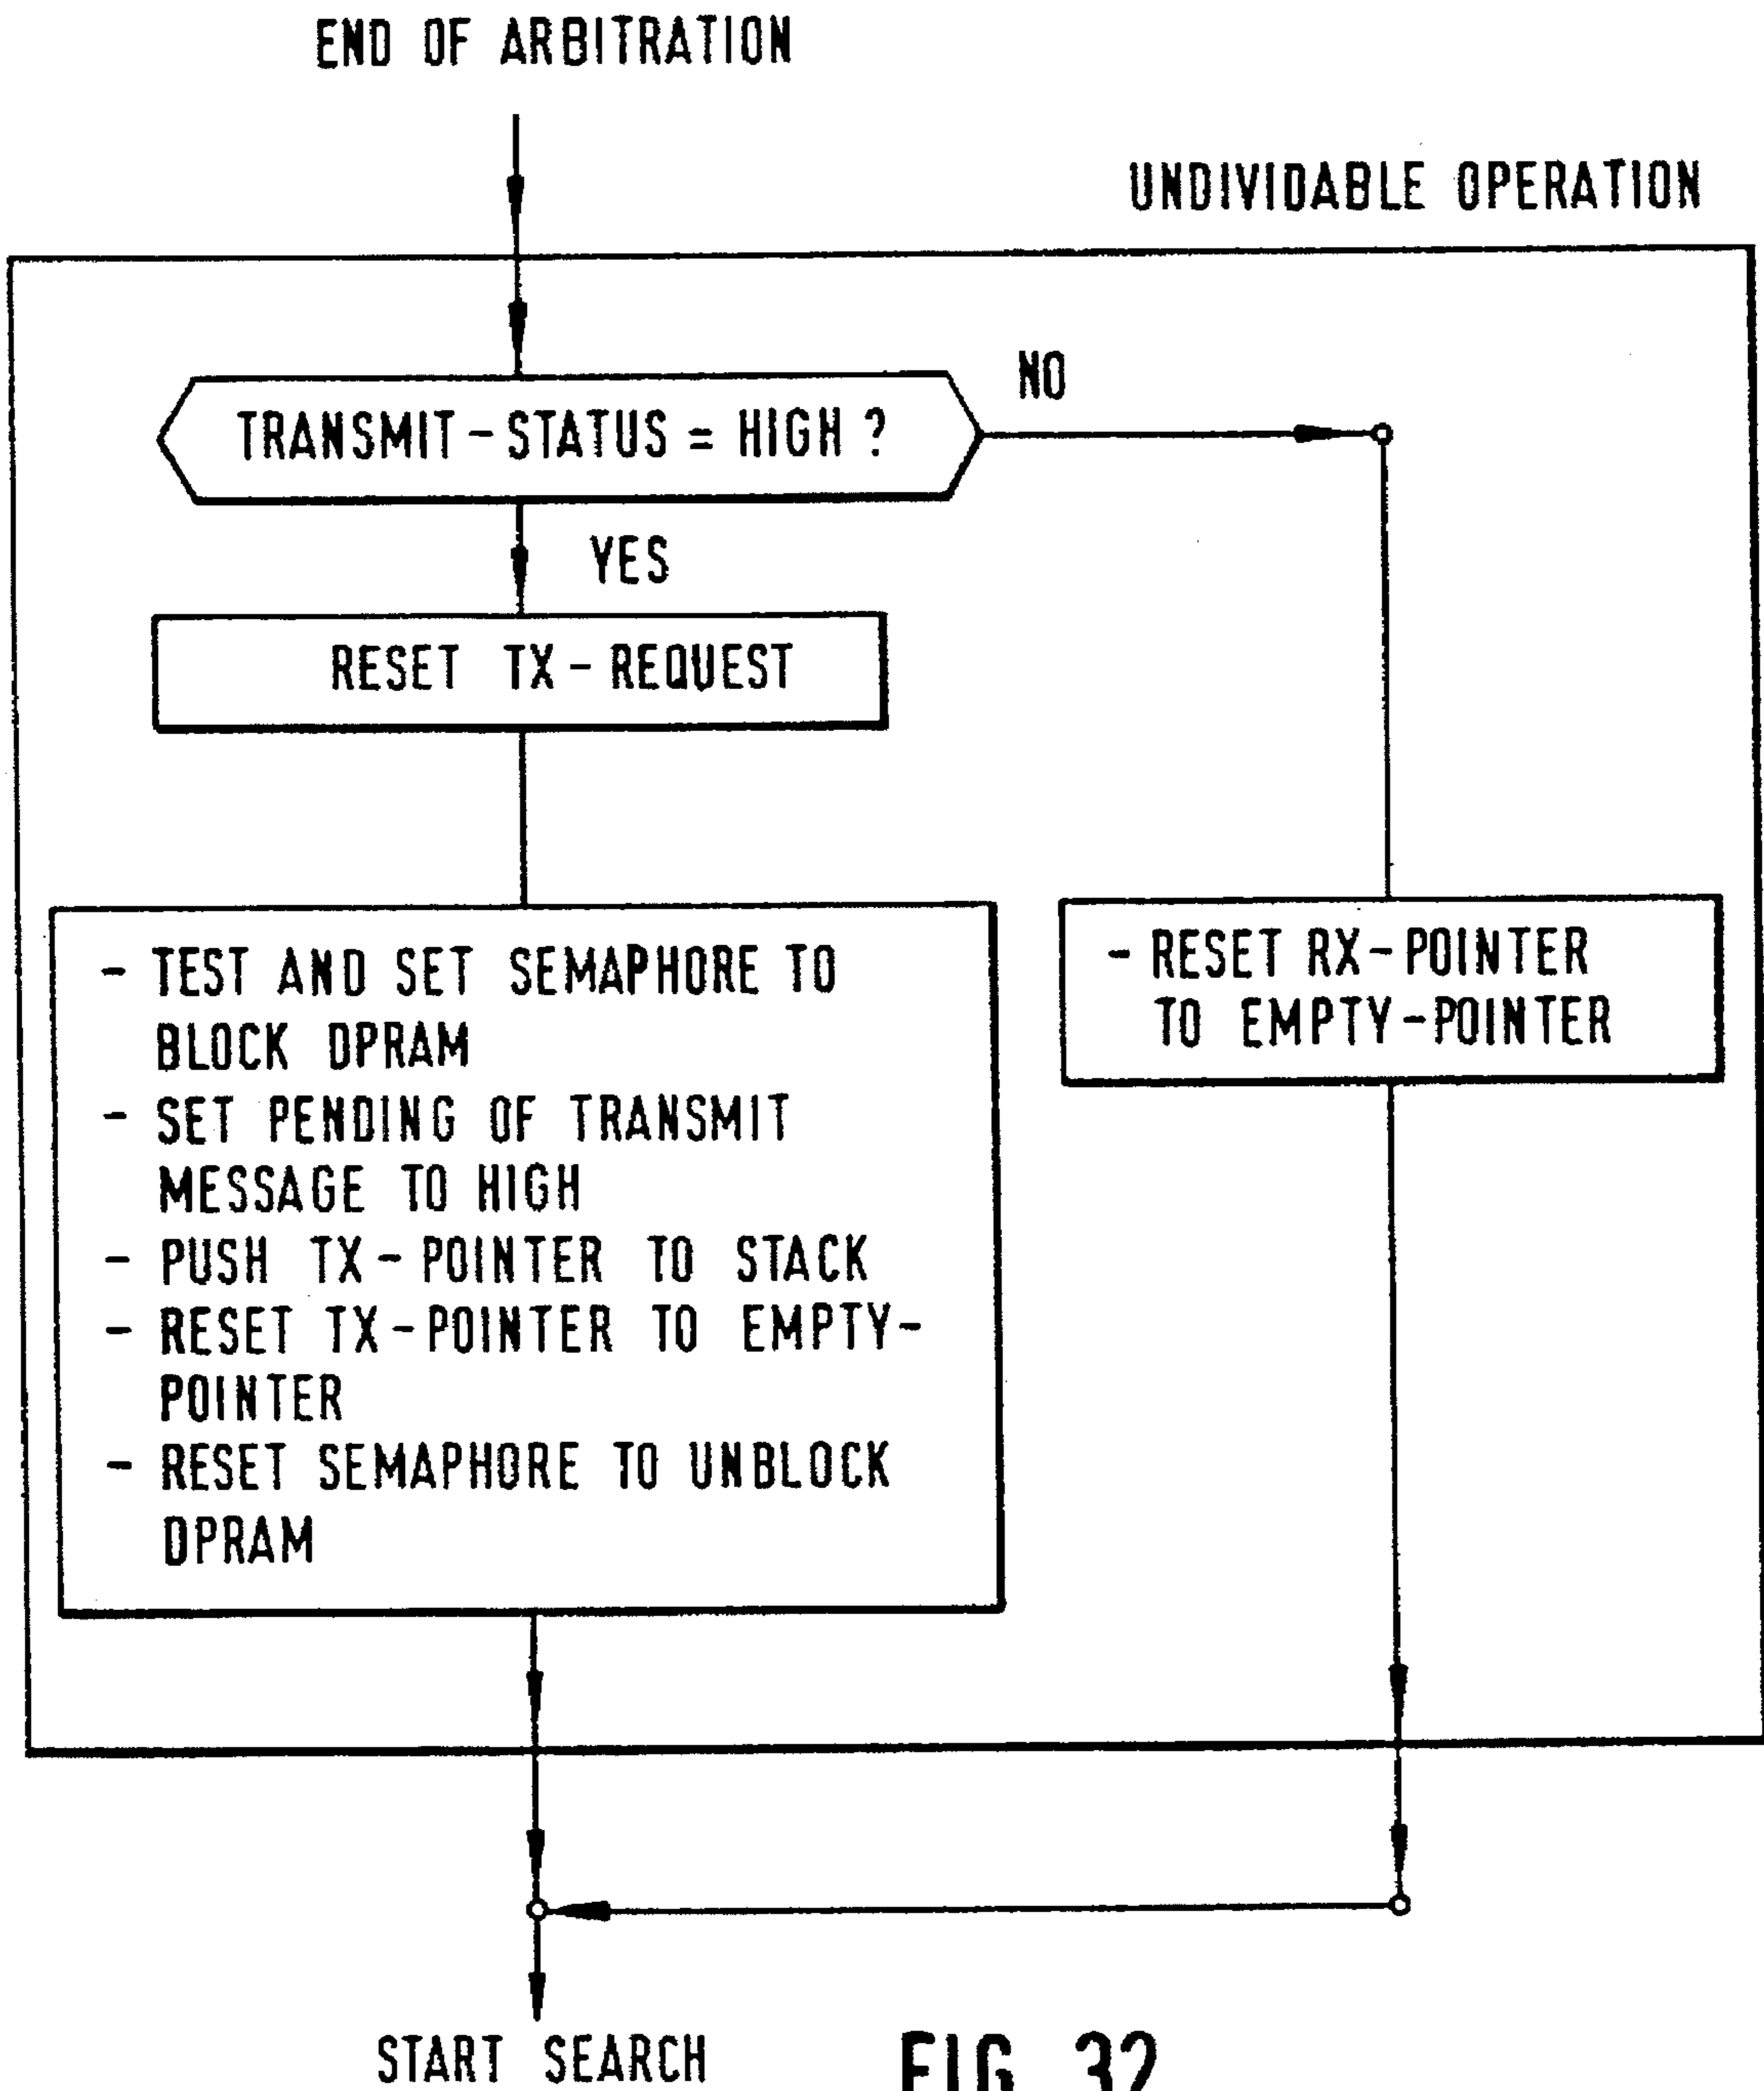 END OF ARBITRATION
UNDIVIDABLE OPERATION
TRANSMIT-STATUS = HIGH ?
NO
YES
RESET TX-REQUEST
- TEST AND SET SEMAPHORE TO
BLOCK DPRAM
- SET PENDING OF TRANSMIT
MESSAGE TO HIGH
- PUSH TX-POINTER TO STACK
- RESET TX-POINTER TO EMPTY-
POINTER
- RESET SEMAPHORE TO UNBLOCK
DPRAM
- RESET RX-POINTER
TO EMPTY-POINTER
START SEARCH
FIG. 32